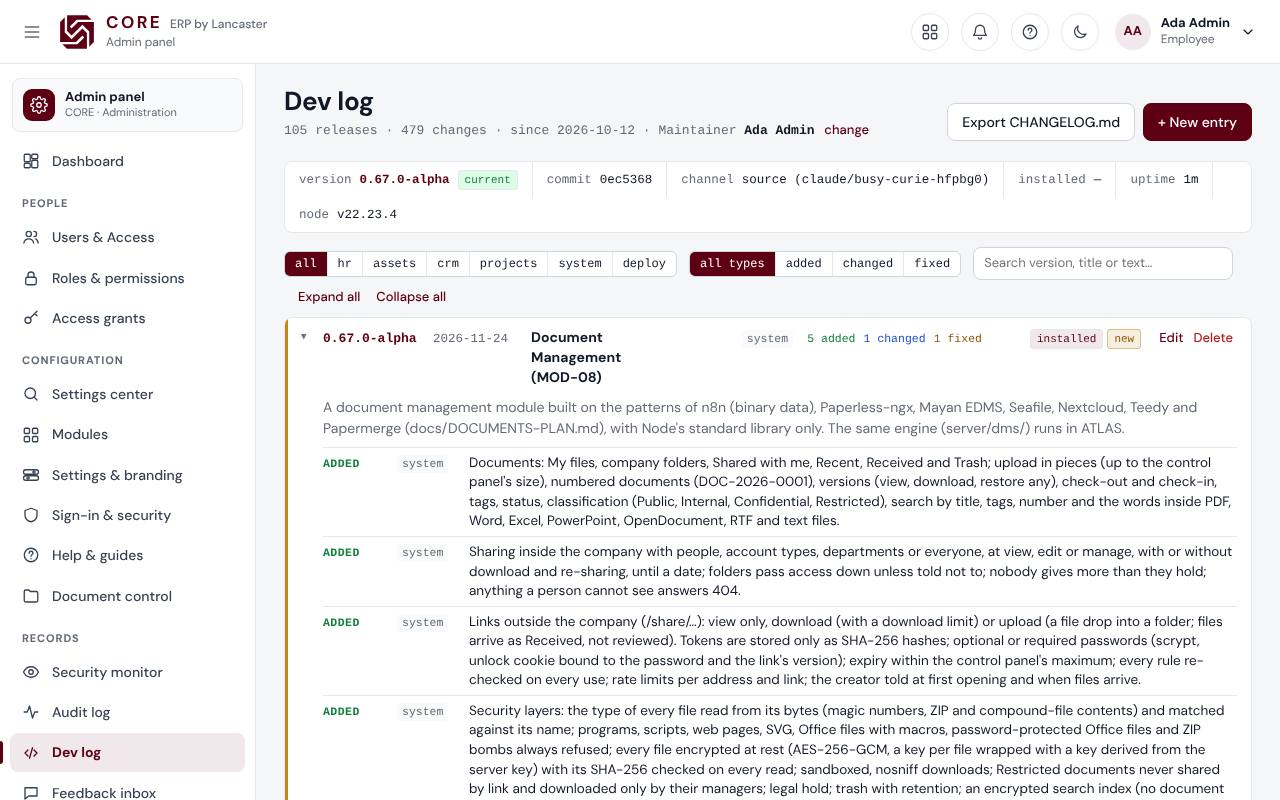 CORE ERP by Lancaster
Admin panel
AA
Ada Admin
Employee
Admin panel
CORE · Administration
Dashboard
PEOPLE
Users & Access
Roles & permissions
Access grants
CONFIGURATION
Settings center
Modules
Settings & branding
Sign-in & security
Help & guides
Document control
RECORDS
Security monitor
Audit log
Dev log
Feedback inbox
Dev log
105 releases · 479 changes · since 2026-10-12 · Maintainer Ada Admin change
Export CHANGELOG.md
+ New entry
version 0.67.0-alpha current
commit 0ec5368
channel source (claude/busy-curie-hfpbg0)
installed —
uptime 1m
node v22.23.4
all hr assets crm projects system deploy
all types added changed fixed
Search version, title or text…
Expand all Collapse all
▼ 0.67.0-alpha 2026-11-24 Document
Management
(MOD-08)
system 5 added 1 changed 1 fixed installed new Edit Delete
A document management module built on the patterns of n8n (binary data), Paperless-ngx, Mayan EDMS, Seafile, Nextcloud, Teedy and
Papermerge (docs/DOCUMENTS-PLAN.md), with Node's standard library only. The same engine (server/dms/) runs in ATLAS.
ADDED system Documents: My files, company folders, Shared with me, Recent, Received and Trash; upload in pieces (up to the control
panel's size), numbered documents (DOC-2026-0001), versions (view, download, restore any), check-out and check-in,
tags, status, classification (Public, Internal, Confidential, Restricted), search by title, tags, number and the words inside PDF,
Word, Excel, PowerPoint, OpenDocument, RTF and text files.
ADDED system Sharing inside the company with people, account types, departments or everyone, at view, edit or manage, with or without
download and re-sharing, until a date; folders pass access down unless told not to; nobody gives more than they hold;
anything a person cannot see answers 404.
ADDED system Links outside the company (/share/…): view only, download (with a download limit) or upload (a file drop into a folder; files
arrive as Received, not reviewed). Tokens are stored only as SHA-256 hashes; optional or required passwords (scrypt,
unlock cookie bound to the password and the link's version); expiry within the control panel's maximum; every rule re-
checked on every use; rate limits per address and link; the creator told at first opening and when files arrive.
ADDED system Security layers: the type of every file read from its bytes (magic numbers, ZIP and compound-file contents) and matched
against its name; programs, scripts, web pages, SVG, Office files with macros, password-protected Office files and ZIP
bombs always refused; every file encrypted at rest (AES-256-GCM, a key per file wrapped with a key derived from the
server key) with its SHA-256 checked on every read; sandboxed, nosniff downloads; Restricted documents never shared
by link and downloaded only by their managers; legal hold; trash with retention; an encrypted search index (no document